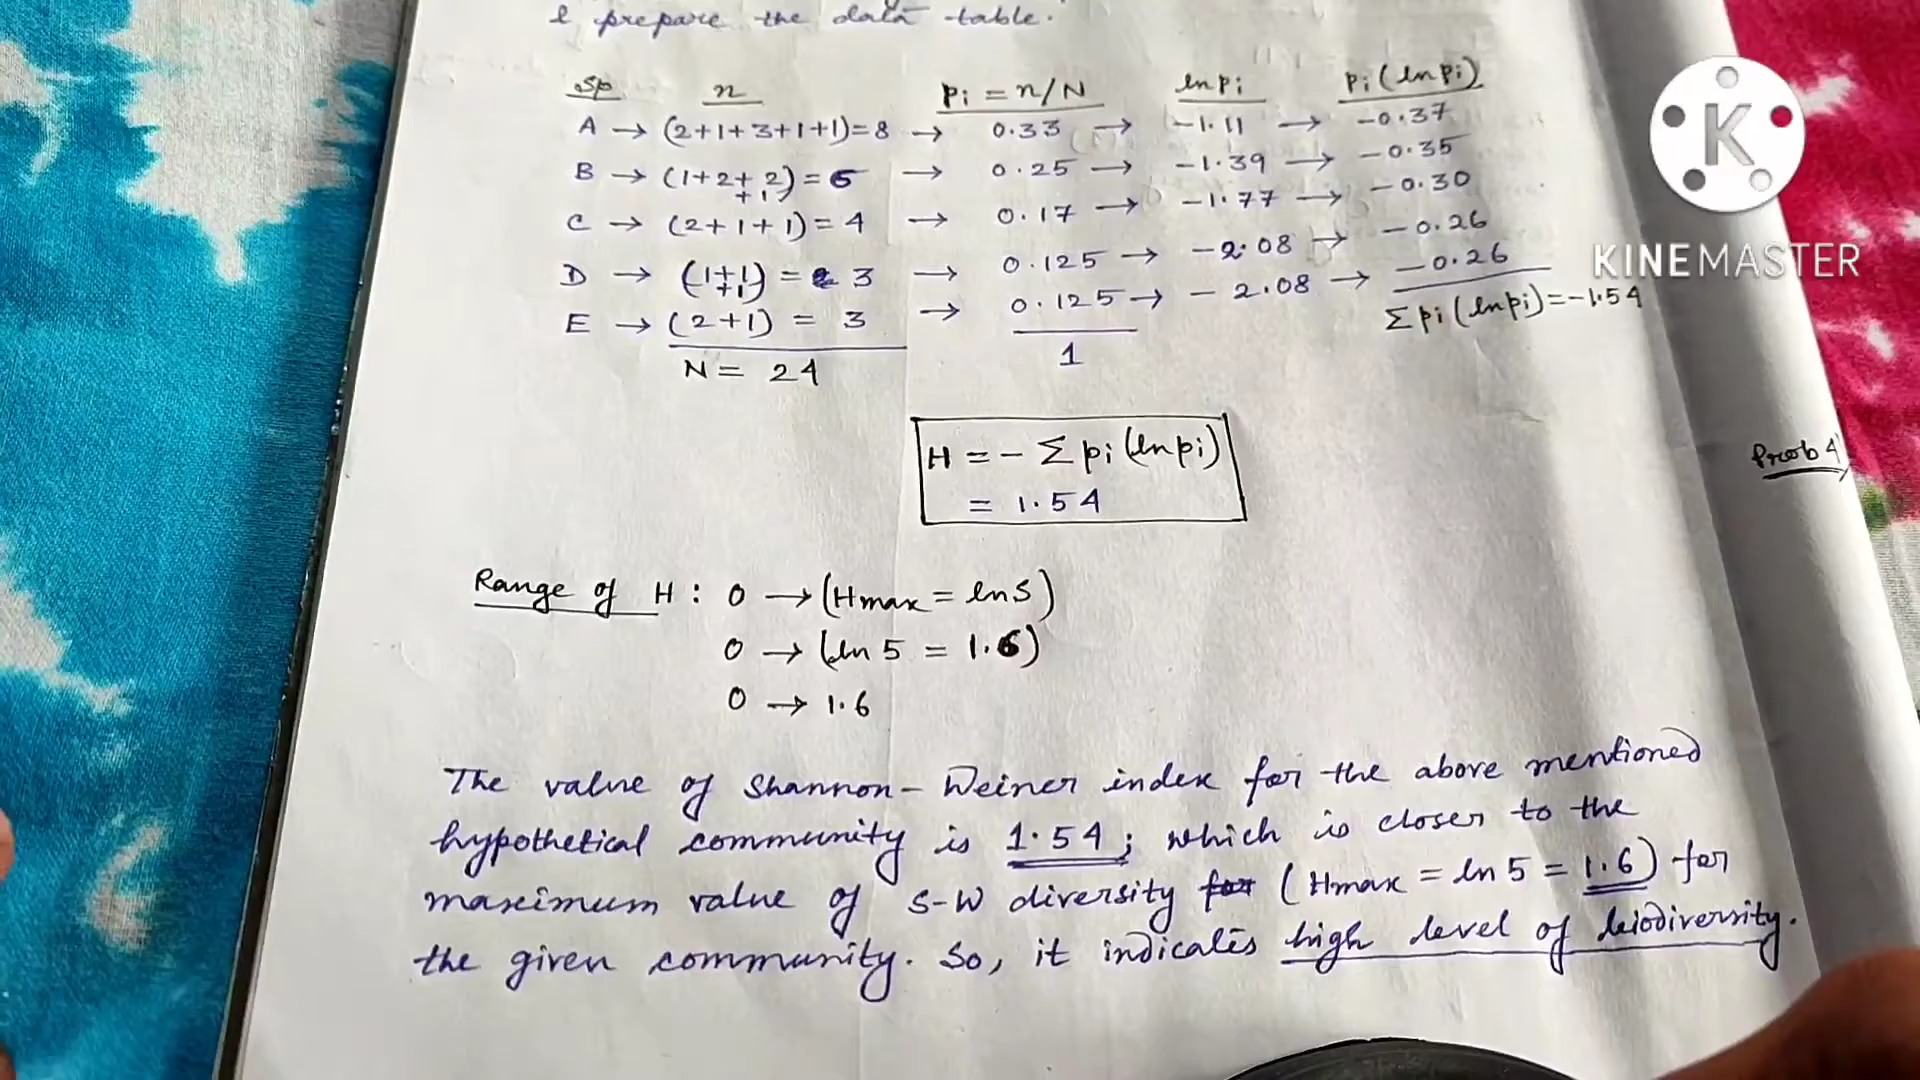 & prepare the data table.
Sp n Pi = n/N ln Pi Pi (ln Pi)
A → (2+1+3+1+1)=8 → 0.33 → -1.11 → -0.37
B → (1+2+2+1) = 6 → 0.25 → -1.39 → -0.35
C → (2+1+1) = 4 → 0.17 → -1.77 → -0.30
D → (1+1+1) = 3 → 0.125 → -2.08 → -0.26
E → (2+1) = 3 → 0.125 → -2.08 → -0.26
N = 24 1 Σ Pi (ln Pi) = -1.54
H = - Σ Pi (ln Pi)
= 1.54
Prob 4
Range of H : 0 → (Hmax = ln S)
0 → (ln 5 = 1.6)
0 → 1.6
The value of Shannon-Weiner index for the above mentioned
hypothetical community is 1.54; which is closer to the
maximum value of S-W diversity (Hmax = ln 5 = 1.6) for
the given community. So, it indicates high level of biodiversity.
K
KINEMASTER